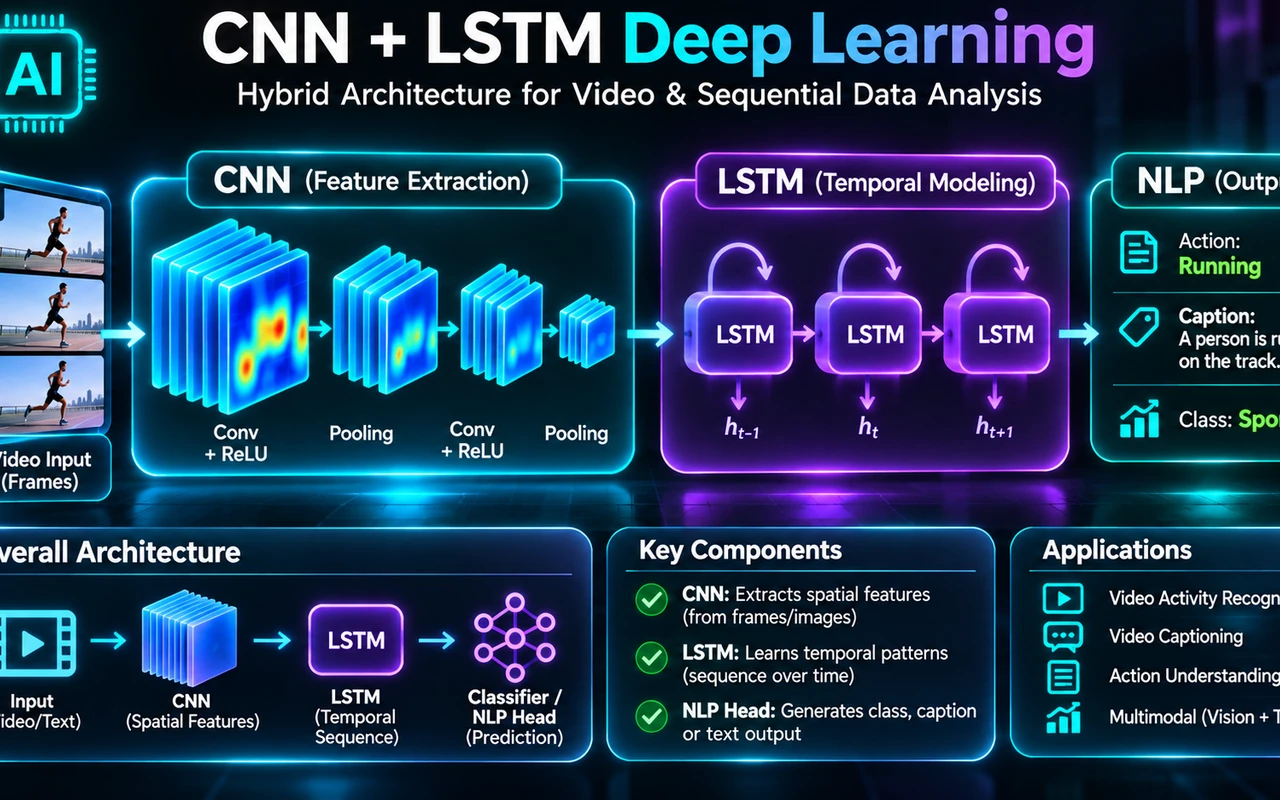 AI
CNN + LSTM Deep Learning
Hybrid Architecture for Video & Sequential Data Analysis
CNN (Feature Extraction)
Conv
+ ReLU
Pooling
Conv
+ ReLU
Pooling
LSTM (Temporal Modeling)
LSTM
LSTM
LSTM
h_{t-1}
h_t
h_{t+1}
NLP (Outp
Action:
Running
Caption:
A person is r
on the track.
Class: Spo
ideo Input
(Frames)
verall Architecture
Input
ideo/Text)
CNN
(Spatial Features)
LSTM
LSTM
(Temporal
Sequence)
Classifier /
NLP Head
(Prediction)
Key Components
CNN: Extracts spatial features
(from frames/images)
LSTM: Learns temporal patterns
(sequence over time)
NLP Head: Generates class, caption
or text output
Applications
Video Activity Recogn
Video Captioning
Action Understanding
Multimodal (Vision + T